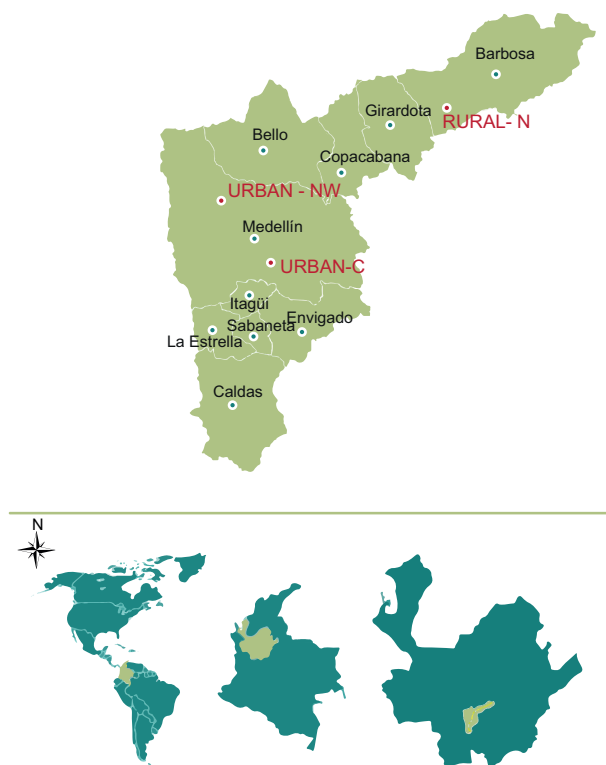 Barbosa
Girardota
RURAL- N
Bello
Copacabana
URBAN - NW
Medellín
URBAN-C
Itagüi
Envigado
Sabaneta
La Estrella
Caldas
N